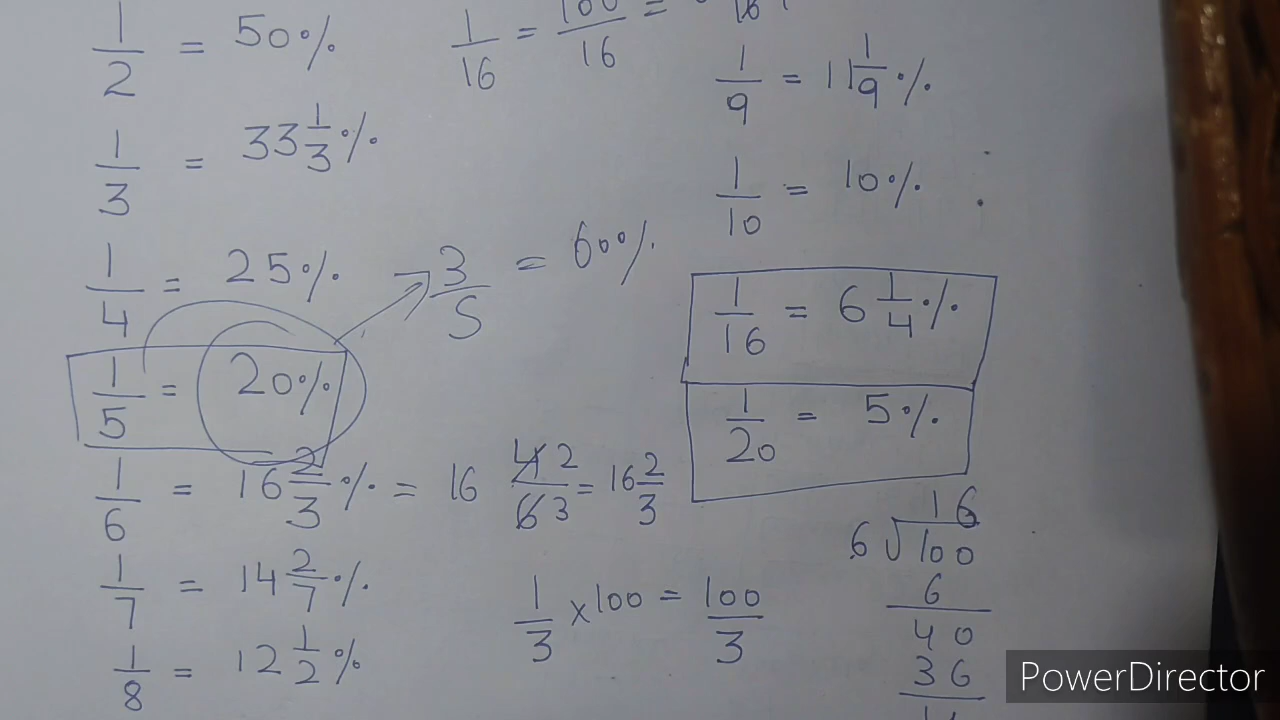 1/2 = 50%
1/16 = 100/16 =
1/3 = 33 1/3 %
1/4 = 25%
3/5 = 60%
1/5 = 20%
1/6 = 16 2/3 % = 16 4 2/6 3 = 16 2/3
1/7 = 14 2/7 %
1/8 = 12 1/2 %
1/3 x 100 = 100/3
1/9 = 11 1/9 %
1/10 = 10%
1/16 = 6 1/4 %
1/20 = 5%
16
6 √100
6
40
36
PowerDirector